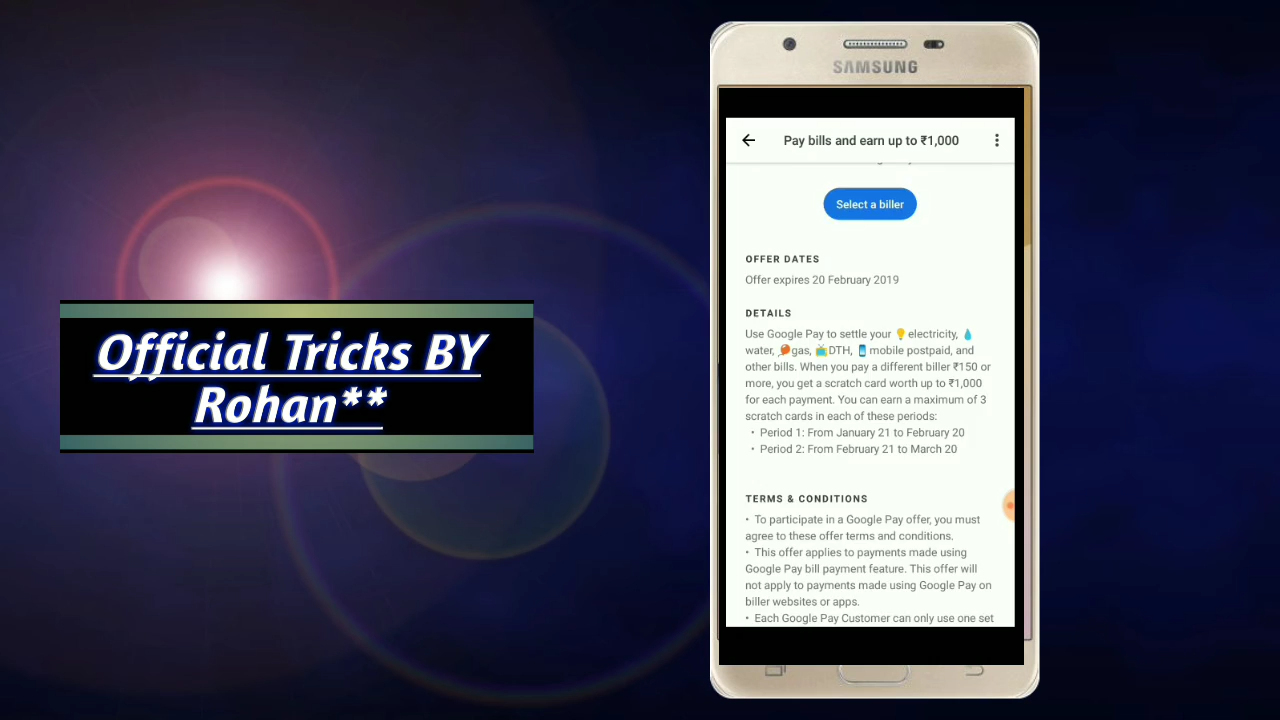 Official Tricks BY
Rohan**
SAMSUNG
Pay bills and earn up to ₹1,000
Select a biller
OFFER DATES
Offer expires 20 February 2019
DETAILS
Use Google Pay to settle your 💡electricity, 💧
water, gas, 📺DTH, 📱mobile postpaid, and
other bills. When you pay a different biller ₹150 or
more, you get a scratch card worth up to ₹1,000
for each payment. You can earn a maximum of 3
scratch cards in each of these periods:
• Period 1: From January 21 to February 20
• Period 2: From February 21 to March 20
TERMS & CONDITIONS
• To participate in a Google Pay offer, you must
agree to these offer terms and conditions.
• This offer applies to payments made using
Google Pay bill payment feature. This offer will
not apply to payments made using Google Pay on
biller websites or apps.
• Each Google Pay Customer can only use one set